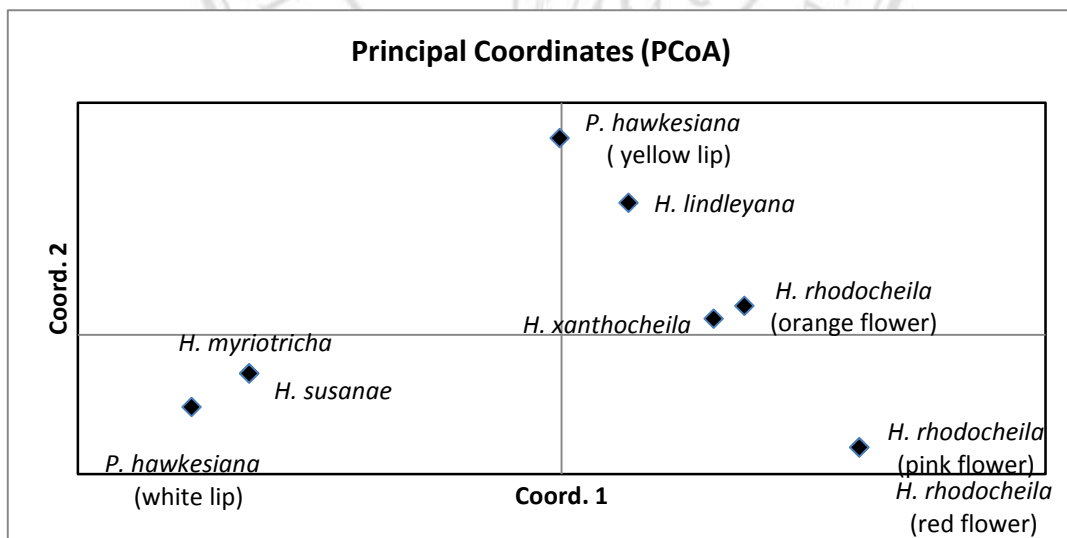 Principal Coordinates (PCoA)
P. hawkesiana
( yellow lip)
H. lindleyana
H. rhodocheila
(orange flower)
H. xanthocheila
Coord. 2
H. myriotricha
H. susanae
P. hawkesiana
(white lip)
H. rhodocheila
(pink flower)
H. rhodocheila
(red flower)
Coord. 1